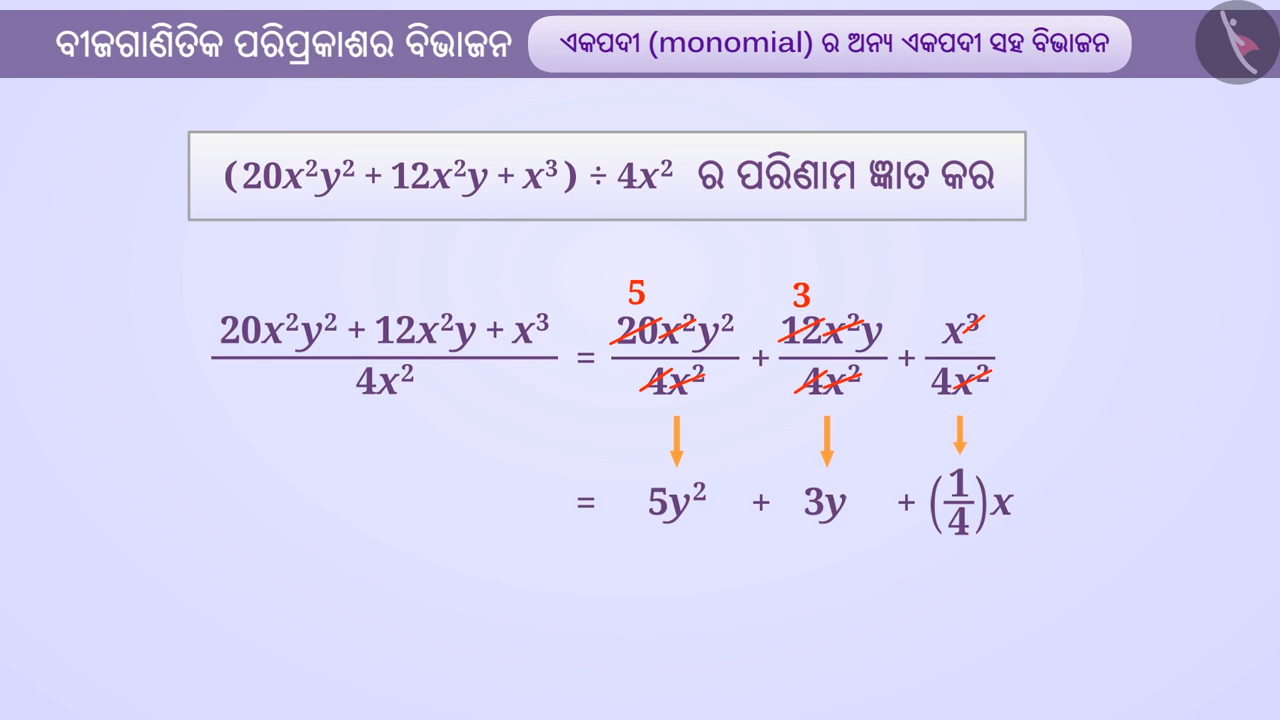 ବୀଜଗାଣିତିକ ପରିପ୍ରକାଶର ବିଭାଜନ
ଏକପଦୀ (monomial) ର ଅନ୍ୟ ଏକପଦୀ ସହ ବିଭାଜନ
(20x²y² + 12x²y + x³) ÷ 4x² ର ପରିଣାମ ଜ୍ଞାତ କର
5 3
20x²y² + 12x²y + x³ / 4x² = 20x²y² / 4x² + 12x²y / 4x² + x³ / 4x²
= 5y² + 3y + (1/4)x